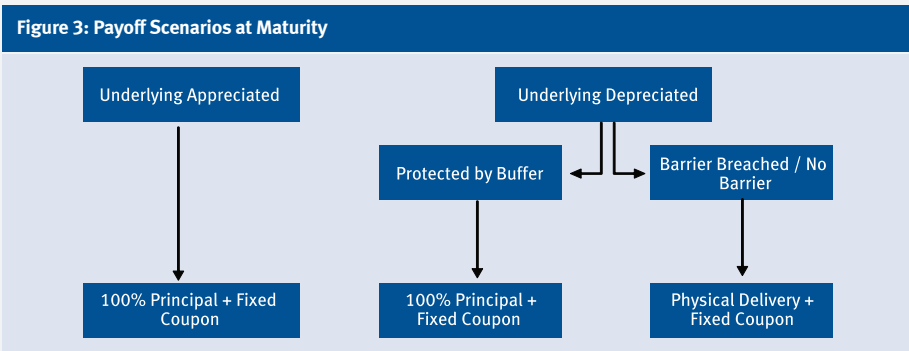 Figure 3: Payoff Scenarios at Maturity
Underlying Appreciated
Underlying Depreciated
Protected by Buffer
Barrier Breached / No
Barrier
100% Principal + Fixed
Coupon
100% Principal +
Fixed Coupon
Physical Delivery +
Fixed Coupon